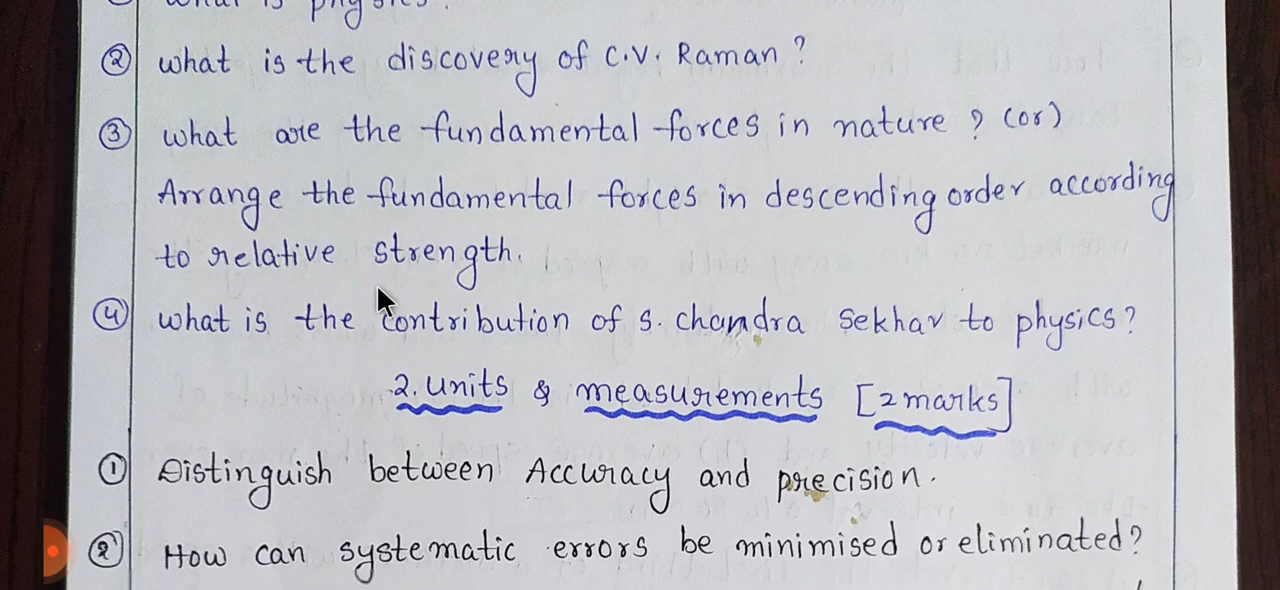 what is physics?
② what is the discovery of C.V. Raman?
③ what are the fundamental forces in nature? (or)
Arrange the fundamental forces in descending order according
to relative strength.
④ what is the contribution of s. chandra sekhar to physics?
2. units & measurements [2 marks]
① Distinguish between Accuracy and precision.
② How can systematic errors be minimised or eliminated?